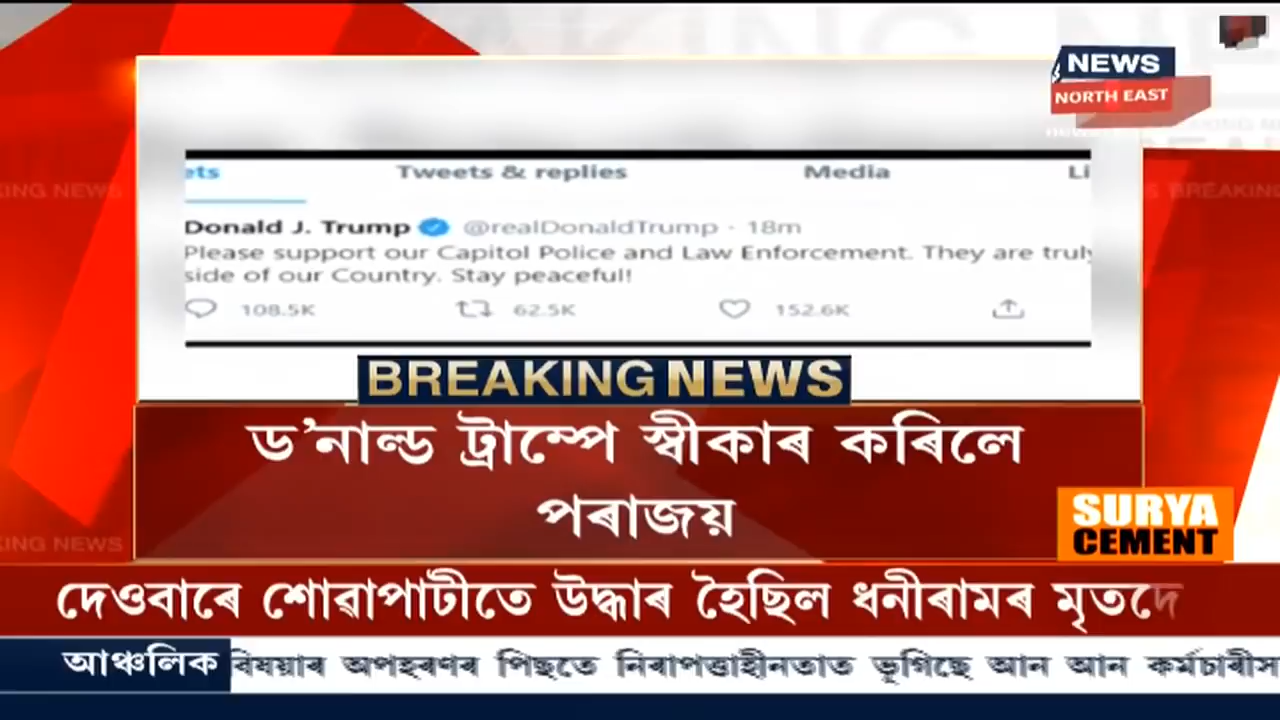 NEWS
NORTH EAST
ets Tweets & replies Media Li
Donald J. Trump @realDonaldTrump · 18m
Please support our Capitol Police and Law Enforcement. They are truly
side of our Country. Stay peaceful!
108.5K 62.5K 152.6K
BREAKING NEWS
ড'নাল্ড ট্ৰাম্পে স্বীকাৰ কৰিলে
পৰাজয়
SURYA
CEMENT
দেওবাৰে শোৱাপাটীতে উদ্ধাৰ হৈছিল ধনীৰামৰ মৃতদে
আঞ্চলিক বিষয়াৰ অপহৰণৰ পিছতে নিৰাপত্তাহীনতাত ভূগিছে আন আন কৰ্মচাৰীস